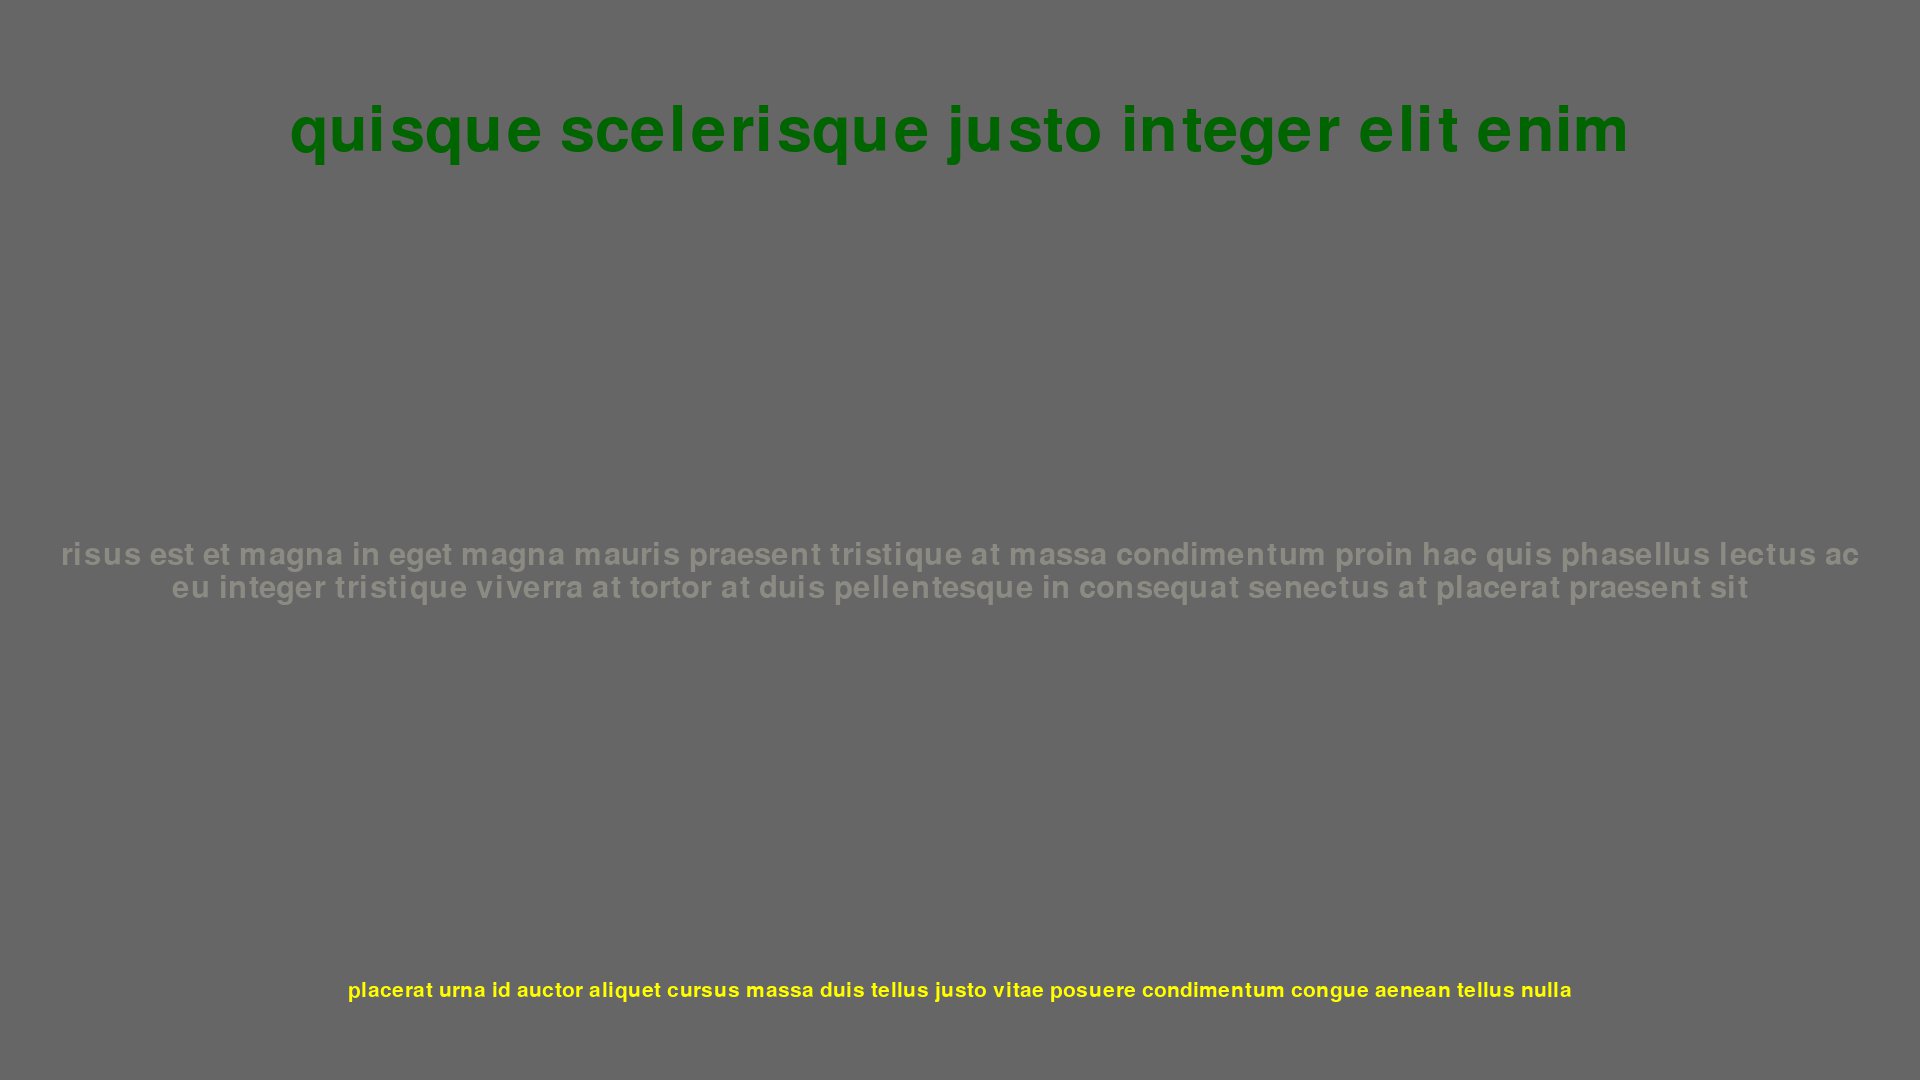 quisque scelerisque justo integer elit enim
risus est et magna in eget magna mauris praesent tristique at massa condimentum proin hac quis phasellus lectus ac
eu integer tristique viverra at tortor at duis pellentesque in consequat senectus at placerat praesent sit
placerat urna id auctor aliquet cursus massa duis tellus justo vitae posuere condimentum congue aenean tellus nulla